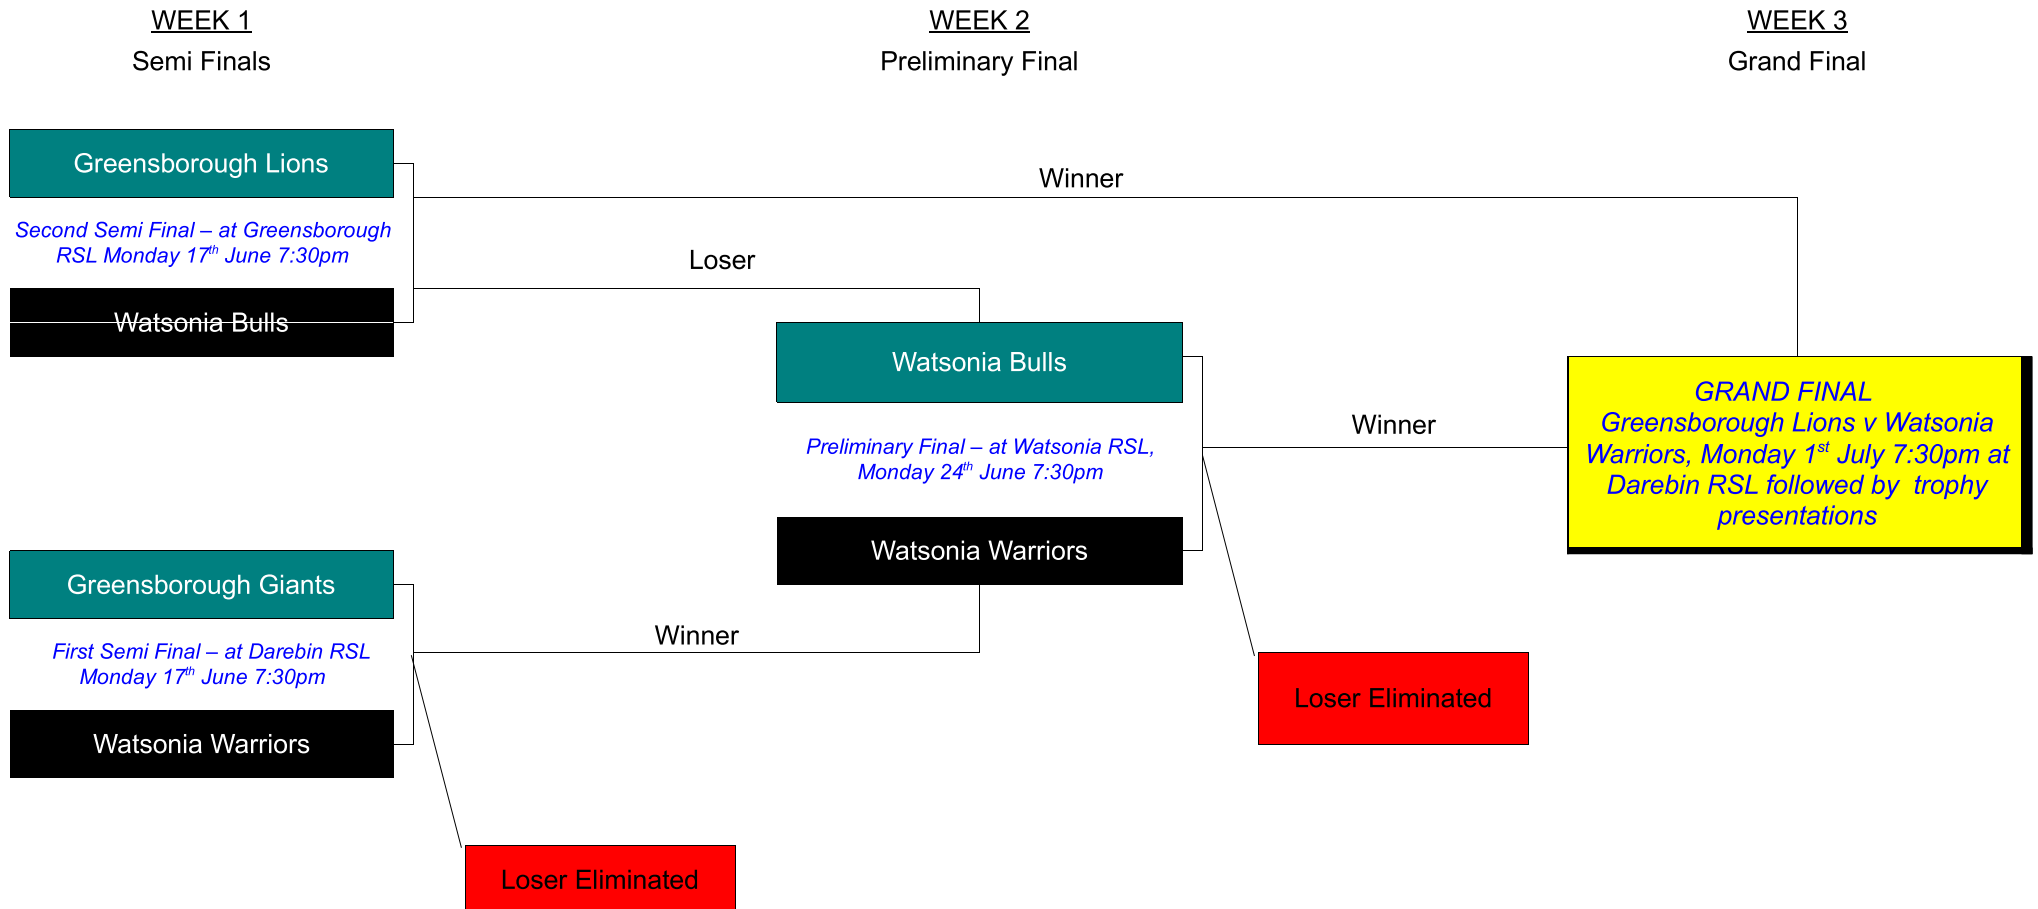 WEEK 1
Semi Finals
WEEK 2
Preliminary Final
WEEK 3
Grand Final
Greensborough Lions
Second Semi Final – at Greensborough
RSL Monday 17th June 7:30pm
Watsonia Bulls
Winner
Loser
Watsonia Bulls
Preliminary Final – at Watsonia RSL,
Monday 24th June 7:30pm
Watsonia Warriors
Winner
GRAND FINAL
Greensborough Lions v Watsonia
Warriors, Monday 1st July 7:30pm at
Darebin RSL followed by  trophy
presentations
Greensborough Giants
First Semi Final – at Darebin RSL
Monday 17th June 7:30pm
Watsonia Warriors
Winner
Loser Eliminated
Loser Eliminated